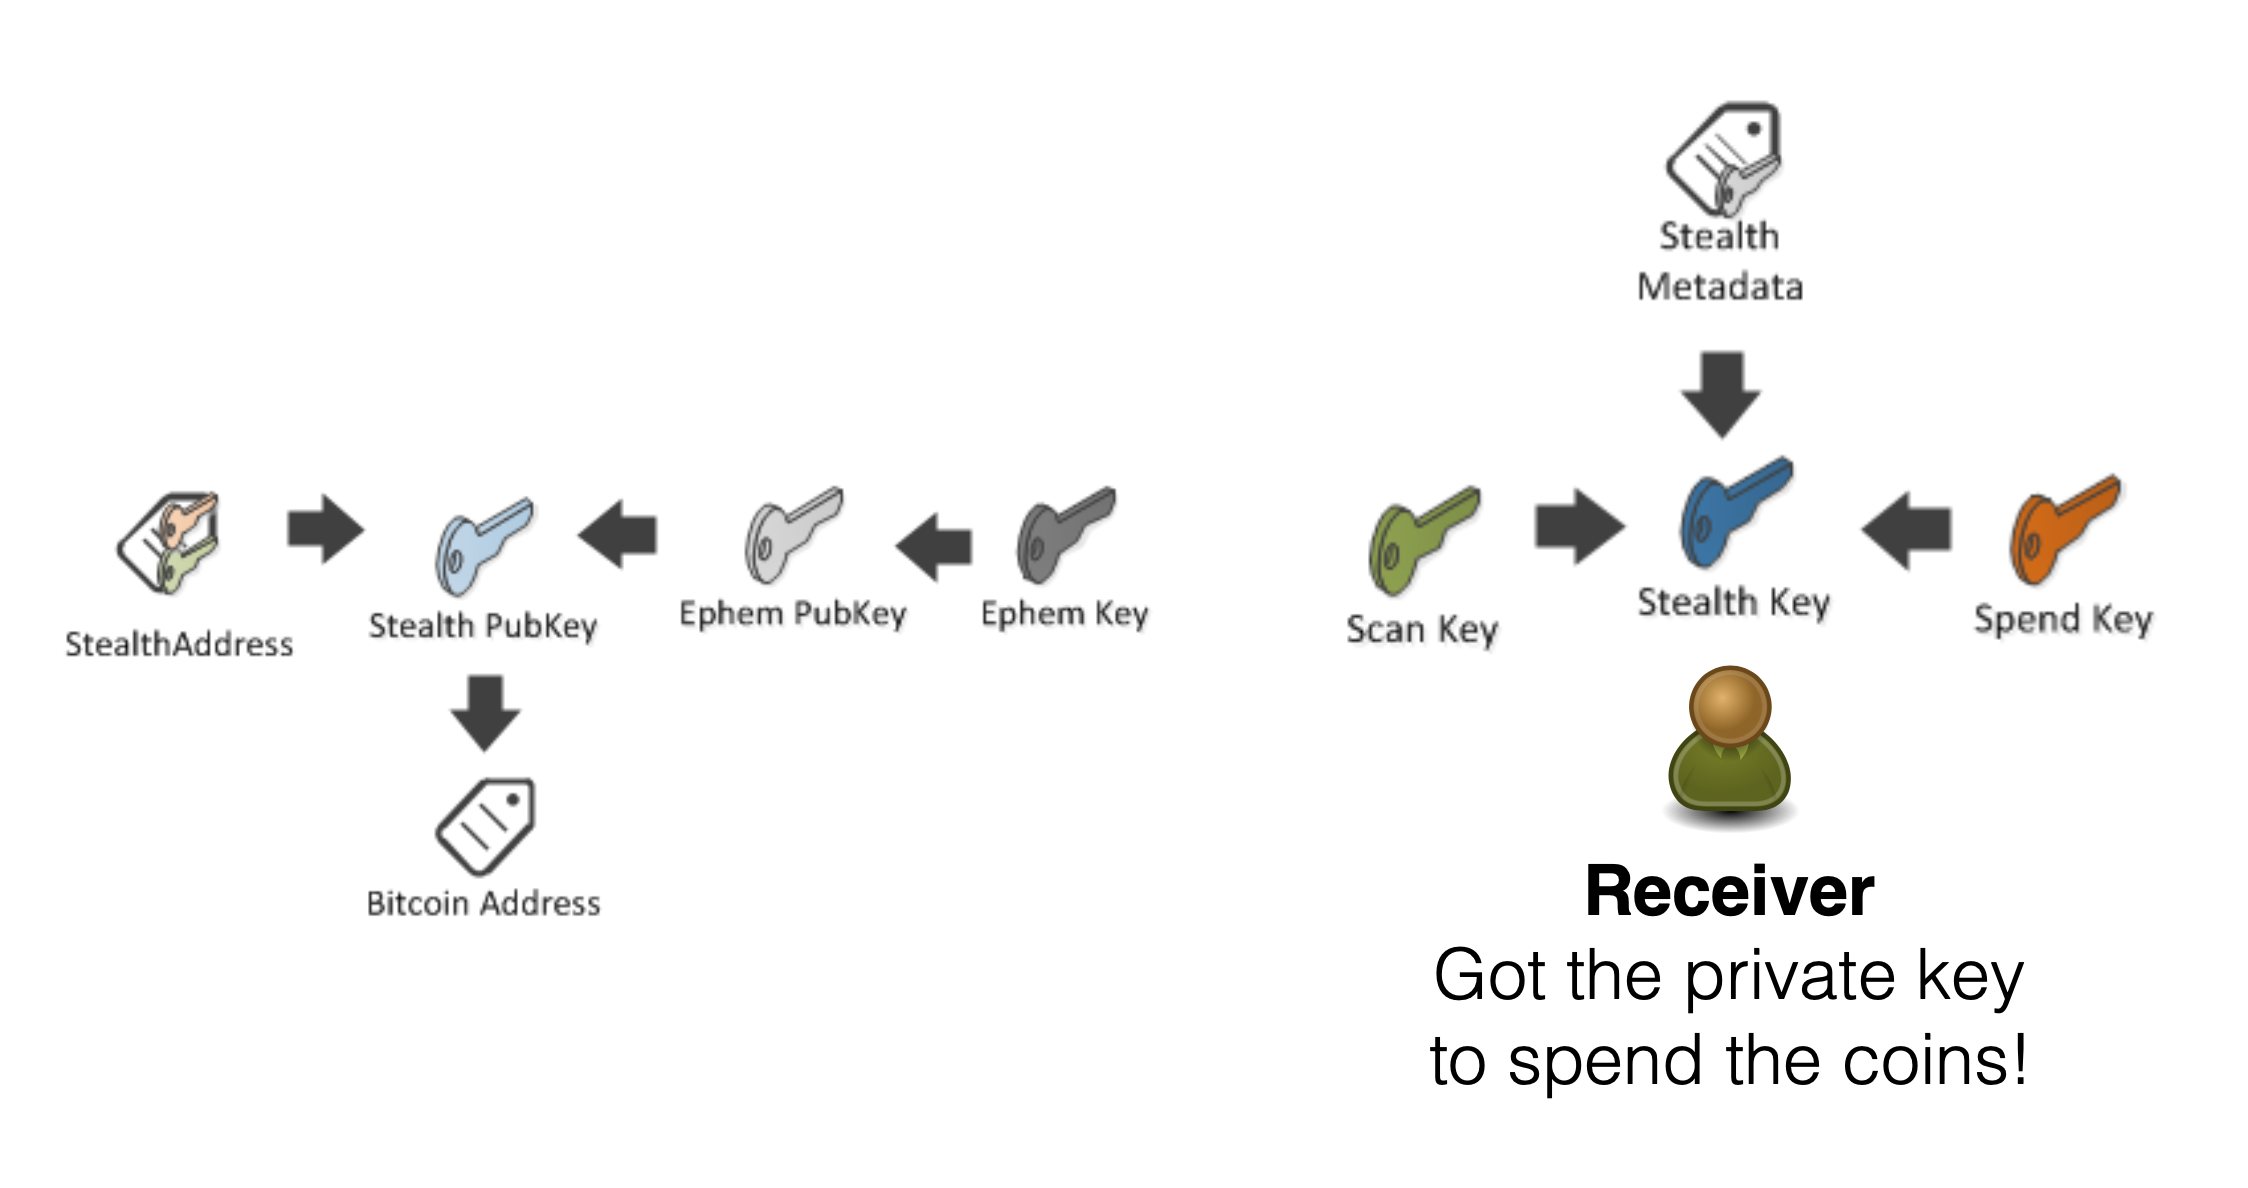 Stealth
Metadata
StealthAddress
Stealth PubKey
Ephem PubKey
Ephem Key
Scan Key
Stealth Key
Spend Key
Bitcoin Address
Receiver
Got the private key
to spend the coins!